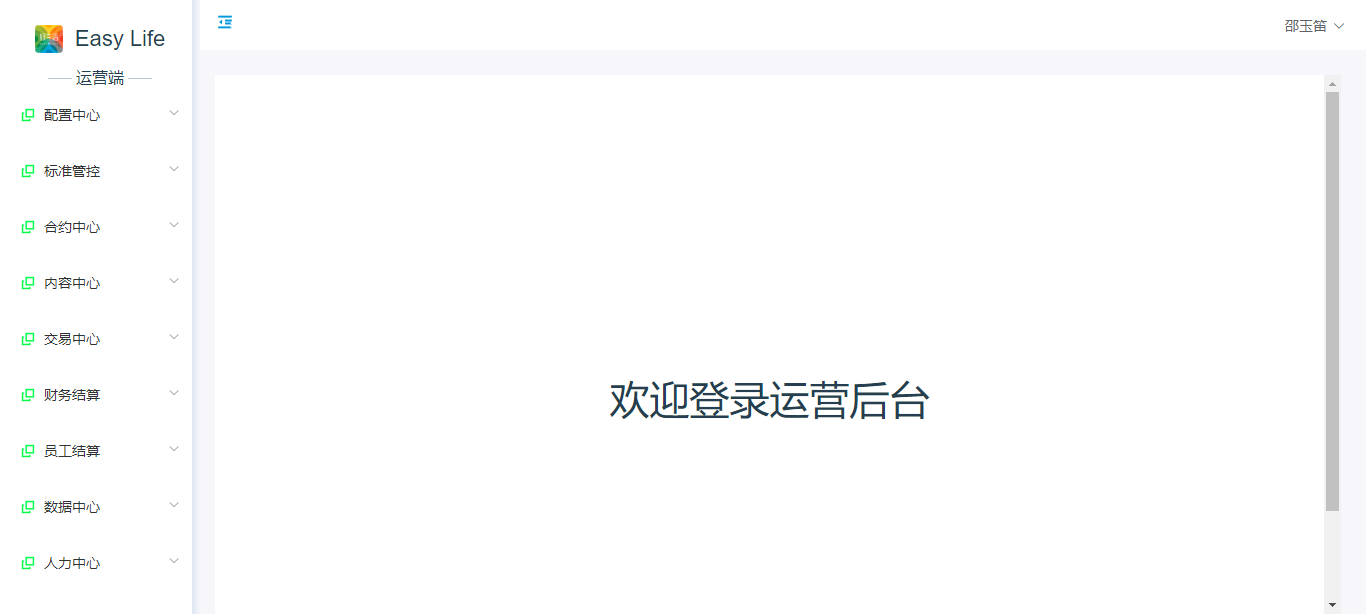 Easy Life
运营端
配置中心
标准管控
合约中心
内容中心
交易中心
财务结算
员工结算
数据中心
人力中心
邵玉笛
欢迎登录运营后台